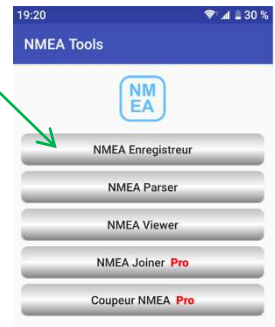 19:20 30 %
NMEA Tools
NM
EA
NMEA Enregistreur
NMEA Parser
NMEA Viewer
NMEA Joiner Pro
Coupeur NMEA Pro